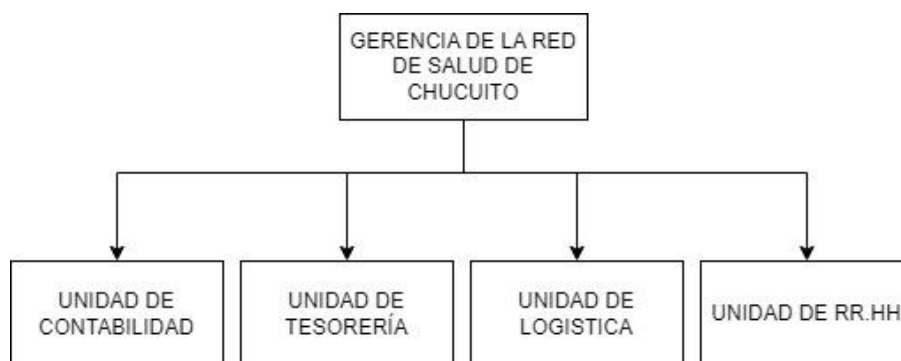 GERENCIA DE LA RED
DE SALUD DE
CHUCUITO
UNIDAD DE
CONTABILIDAD
UNIDAD DE
TESORERÍA
UNIDAD DE
LOGISTICA
UNIDAD DE RR.HH